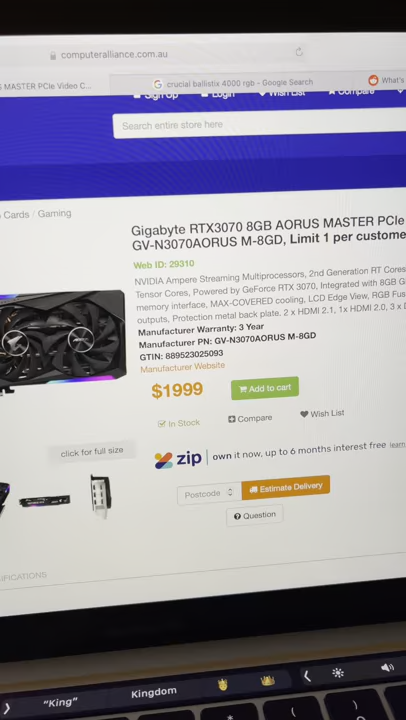 computeralliance.com.au
MASTER PCIe Video C...
crucial ballistix 4000 rgb - Google Search
What's
Sign Up
Login
Wish List
Compare
Search entire store here
Cards / Gaming
Gigabyte RTX3070 8GB AORUS MASTER PCIe
GV-N3070AORUS M-8GD, Limit 1 per custome
Web ID: 29310
NVIDIA Ampere Streaming Multiprocessors, 2nd Generation RT Cores
Tensor Cores, Powered by GeForce RTX 3070, Integrated with 8GB G
memory interface, MAX-COVERED cooling, LCD Edge View, RGB Fus
outputs, Protection metal back plate. 2 x HDMI 2.1, 1x HDMI 2.0, 3 x D
Manufacturer Warranty: 3 Year
Manufacturer PN: GV-N3070AORUS M-8GD
GTIN: 889523025093
Manufacturer Website
$1999
Add to cart
In Stock
Compare
Wish List
click for full size
zip own it now, up to 6 months interest free learn
Postcode
Estimate Delivery
Question
IFICATIONS
"King"
Kingdom